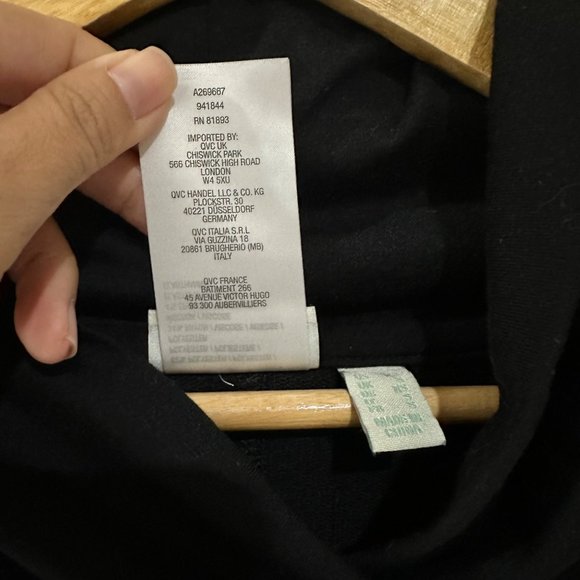 A269667
941844
RN 81893
IMPORTED BY:
QVC UK
CHISWICK PARK
566 CHISWICK HIGH ROAD
LONDON
W4 5XU
QVC HANDEL LLC & CO. KG
PLOCKSTR. 30
40221 DUSSELDORF
GERMANY
QVC ITALIA S.R.L
VIA GUZZINA 18
20861 BRUGHERIO (MB)
ITALY
QVC FRANCE
BATIMENT 266
45 AVENUE VICTOR HUGO
93 300 AUBERVILLIERS
MADE IN
CHINA